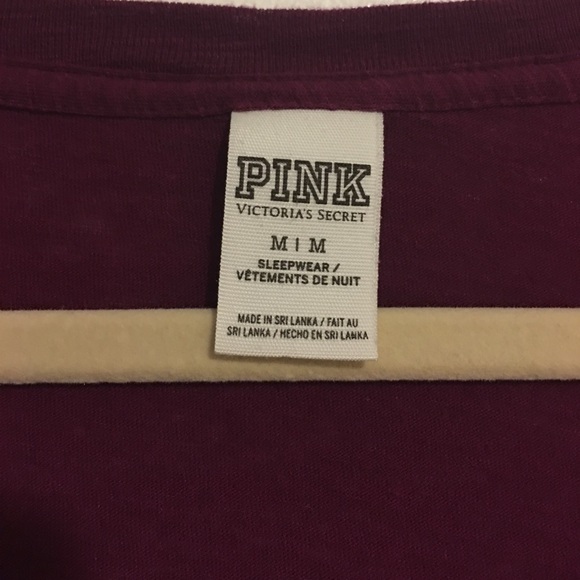 PINK
VICTORIA'S SECRET
M | M
SLEEPWEAR /
VÊTEMENTS DE NUIT
MADE IN SRI LANKA / FAIT AU
SRI LANKA / HECHO EN SRI LANKA